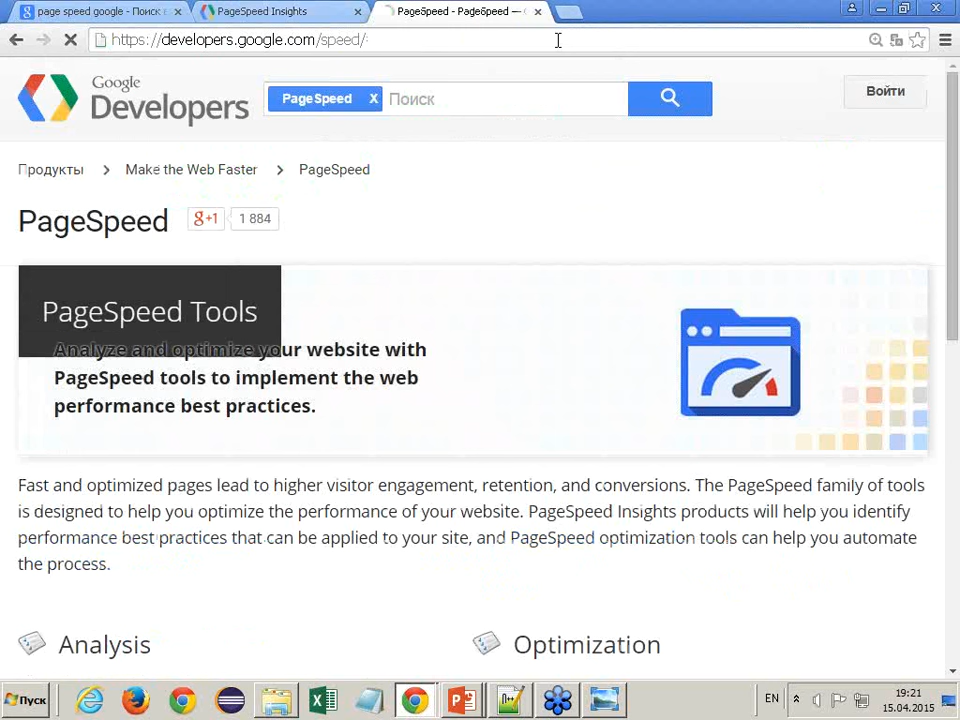 page speed google - Поиск
PageSpeed Insights
PageSpeed - PageSpeed —
https://developers.google.com/speed/
Google
Developers
PageSpeed X
Поиск
Войти
Продукты > Make the Web Faster > PageSpeed
PageSpeed
g+1
1 884
PageSpeed Tools
Analyze and optimize your website with
PageSpeed tools to implement the web
performance best practices.
Fast and optimized pages lead to higher visitor engagement, retention, and conversions. The PageSpeed family of tools
is designed to help you optimize the performance of your website. PageSpeed Insights products will help you identify
performance best practices that can be applied to your site, and PageSpeed optimization tools can help you automate
the process.
Analysis
Optimization
Пуск
EN
19:21
15.04.2015